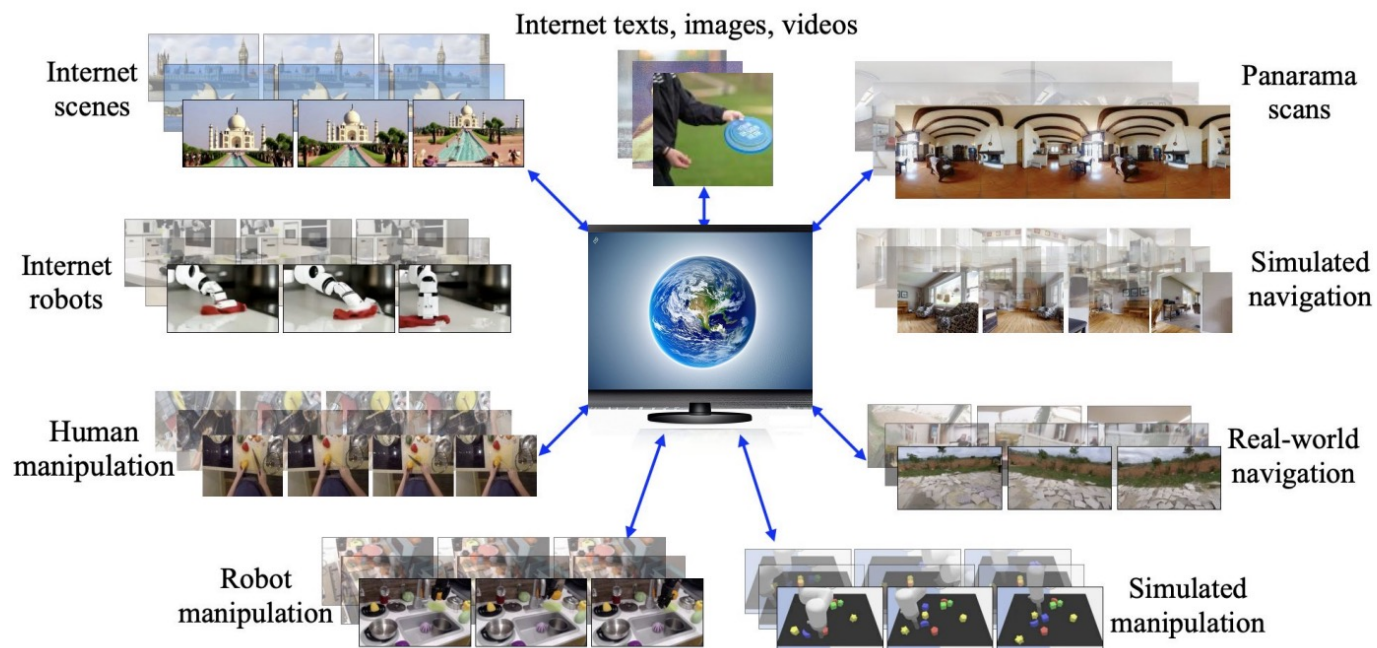 Internet texts, images, videos
Internet
scenes
Panarama
scans
Internet
robots
Simulated
navigation
Human
manipulation
Real-world
navigation
Robot
manipulation
Simulated
manipulation